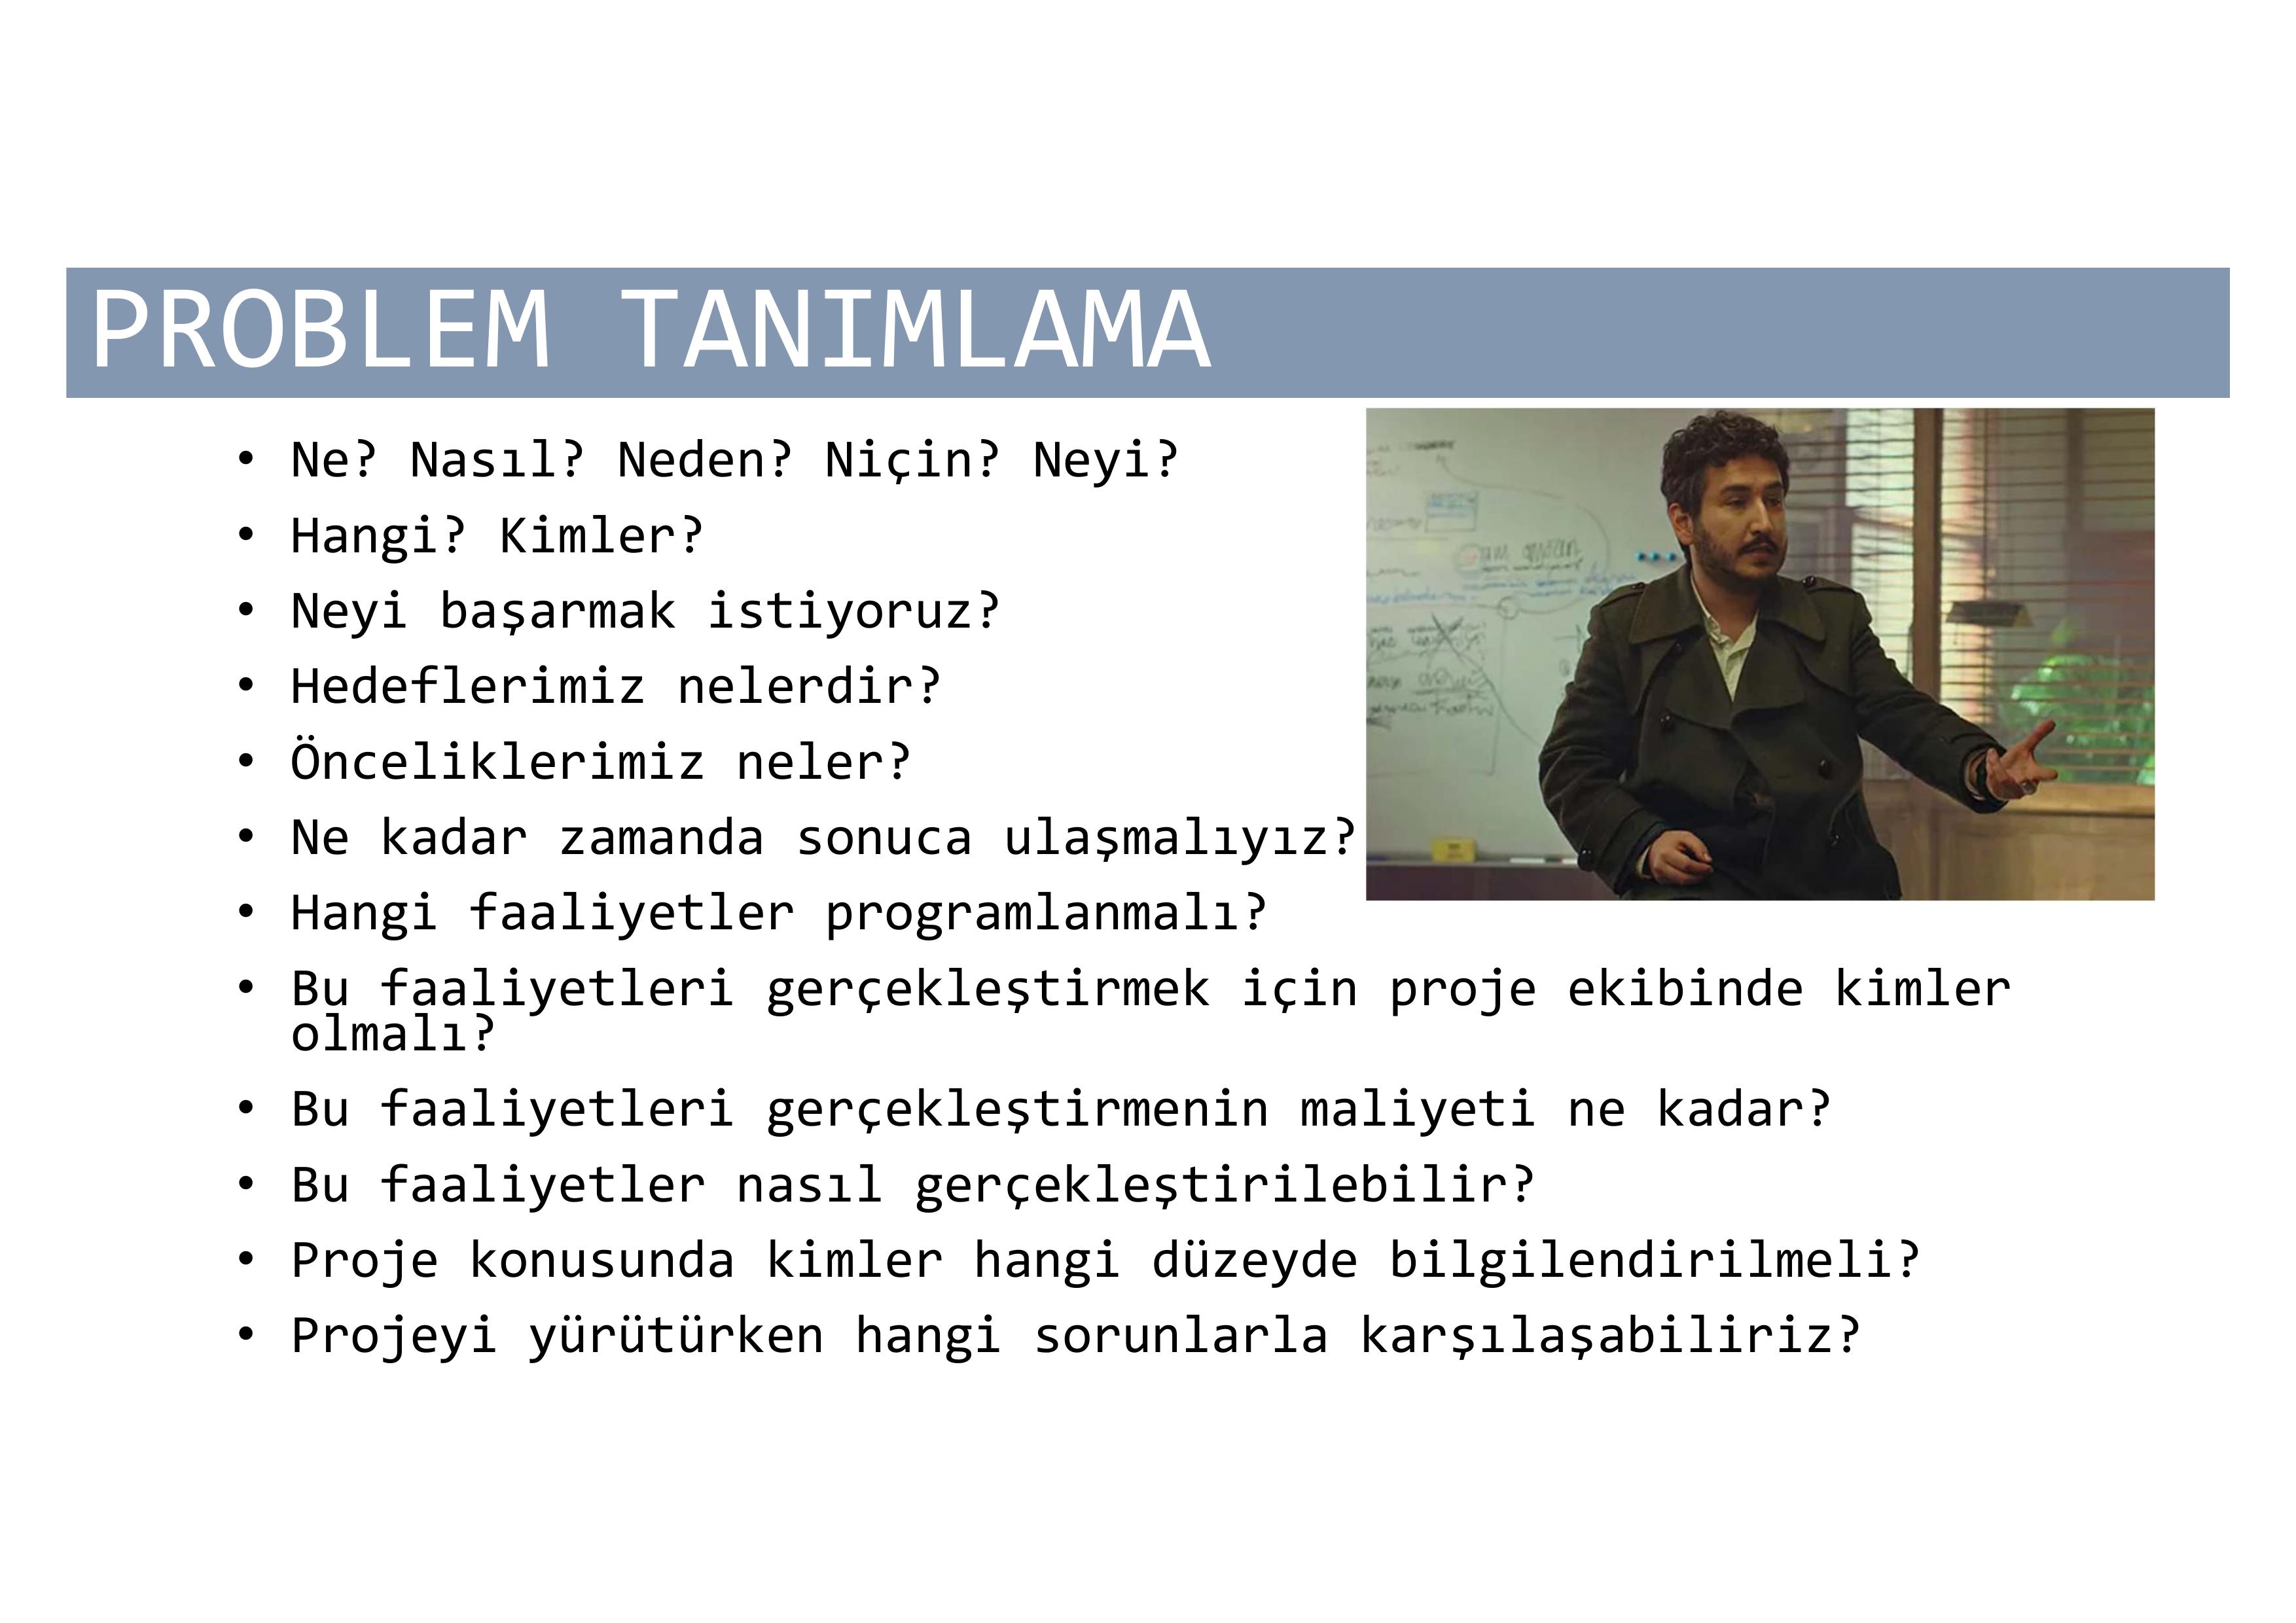 PROBLEM TANIMLAMA
• Ne? Nasıl? Neden? Niçin? Neyi?
• Hangi? Kimler?
• Neyi başarmak istiyoruz?
• Hedeflerimiz nelerdir?
• Önceliklerimiz neler?
• Ne kadar zamanda sonuca ulaşmalıyız?
• Hangi faaliyetler programlanmalı?
• Bu faaliyetleri gerçekleştirmek için proje ekibinde kimler
olmalı?
• Bu faaliyetleri gerçekleştirmenin maliyeti ne kadar?
• Bu faaliyetler nasıl gerçekleştirilebilir?
• Proje konusunda kimler hangi düzeyde bilgilendirilmeli?
• Projeyi yürütürken hangi sorunlarla karşılaşabiliriz?